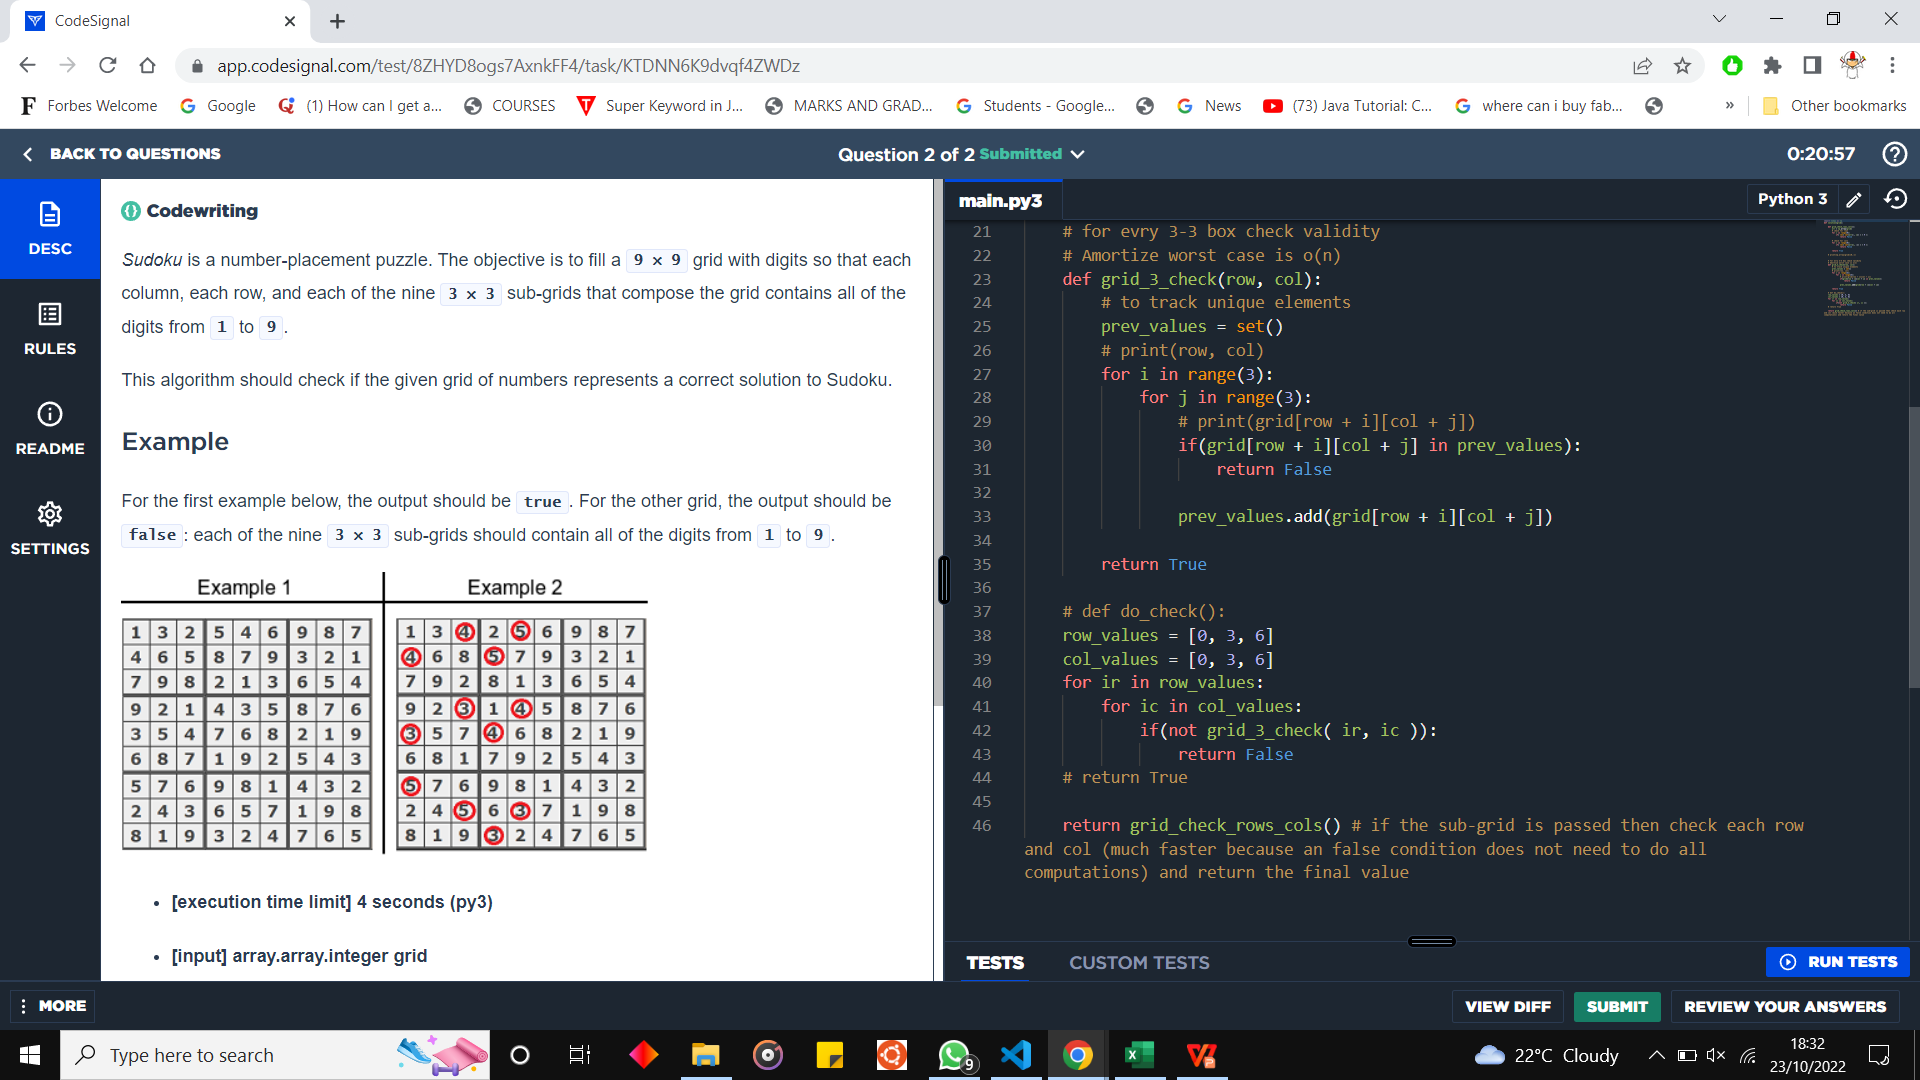 CodeSignal
app.codesignal.com/test/8ZHYD8ogs7AxnkFF4/task/KTDNN6K9dvqf4ZWDz
Forbes Welcome
Google
(1) How can I get a...
COURSES
Super Keyword in J...
MARKS AND GRAD...
Students - Google...
News
(73) Java Tutorial: C...
where can i buy fab...
»
Other bookmarks
BACK TO QUESTIONS
Question 2 of 2 Submitted
0:20:57
DESC
RULES
README
SETTINGS
Codewriting
Sudoku is a number-placement puzzle. The objective is to fill a 9 × 9 grid with digits so that each
column, each row, and each of the nine 3 × 3 sub-grids that compose the grid contains all of the
digits from 1 to 9.
This algorithm should check if the given grid of numbers represents a correct solution to Sudoku.
Example
For the first example below, the output should be true. For the other grid, the output should be
false: each of the nine 3 × 3 sub-grids should contain all of the digits from 1 to 9.
Example 1
1 3 2 5 4 6 9 8 7
4 6 5 8 7 9 3 2 1
7 9 8 2 1 3 6 5 4
9 2 1 4 3 5 8 7 6
3 5 4 7 6 8 2 1 9
6 8 7 1 9 2 5 4 3
5 7 6 9 8 1 4 3 2
2 4 3 6 5 7 1 9 8
8 1 9 3 2 4 7 6 5
Example 2
1 3 4 2 5 6 9 8 7
4 6 8 5 7 9 3 2 1
7 9 2 8 1 3 6 5 4
9 2 3 1 4 5 8 7 6
3 5 7 4 6 8 2 1 9
6 8 1 7 9 2 5 4 3
5 7 6 9 8 1 4 3 2
2 4 5 6 3 7 1 9 8
8 1 9 3 2 4 7 6 5
• [execution time limit] 4 seconds (py3)
• [input] array.array.integer grid
main.py3
Python 3
21 # for evry 3-3 box check validity
22 # Amortize worst case is o(n)
23 def grid_3_check(row, col):
24 # to track unique elements
25 prev_values = set()
26 # print(row, col)
27 for i in range(3):
28 for j in range(3):
29 # print(grid[row + i][col + j])
30 if(grid[row + i][col + j] in prev_values):
31 return False
32
33 prev_values.add(grid[row + i][col + j])
34
35 return True
36
37 # def do_check():
38 row_values = [0, 3, 6]
39 col_values = [0, 3, 6]
40 for ir in row_values:
41 for ic in col_values:
42 if(not grid_3_check( ir, ic )):
43 return False
44 # return True
45
46 return grid_check_rows_cols() # if the sub-grid is passed then check each row
and col (much faster because an false condition does not need to do all
computations) and return the final value
TESTS
CUSTOM TESTS
RUN TESTS
MORE
VIEW DIFF
SUBMIT
REVIEW YOUR ANSWERS
Type here to search
9
22°C Cloudy
18:32
23/10/2022